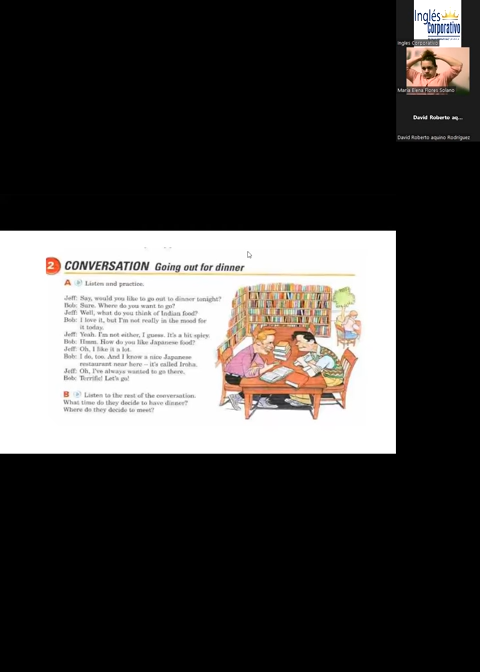 Inglés
corporativo
Ingles Corporativo
Maria Elena Flores Solano
David Roberto aq...
David Roberto aquino Rodríguez
2 CONVERSATION Going out for dinner
A Listen and practice.
Jeff: Say, would you like to go out to dinner tonight?
Bob: Sure. Where do you want to go?
Jeff: Well, what do you think of Indian food?
Bob: I love it, but I'm not really in the mood for
it today.
Jeff: Yeah. I'm not either, I guess. It's a bit spicy.
Bob: Hmm. How do you like Japanese food?
Jeff: Oh, I like it a lot.
Bob: I do, too. And I know a nice Japanese
restaurant near here – it's called Iroha.
Jeff: Oh, I've always wanted to go there.
Bob: Terrific! Let's go!
B Listen to the rest of the conversation.
What time do they decide to have dinner?
Where do they decide to meet?